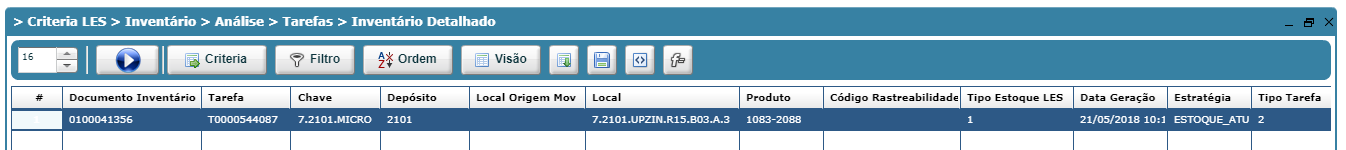 > Criteria LES > Inventário > Análise > Tarefas > Inventário Detalhado
16 Criteria Filtro Ordem Visão
# Documento Inventário Tarefa Chave Depósito Local Origem Mov Local Produto Código Rastreabilidade Tipo Estoque LES Data Geração Estratégia Tipo Tarefa
1 0100041356 T0000544087 7.2101.MICRO 2101 7.2101.UPZIN.R15.B03.A.3 1083-2088 1 21/05/2018 10:1 ESTOQUE_ATU 2